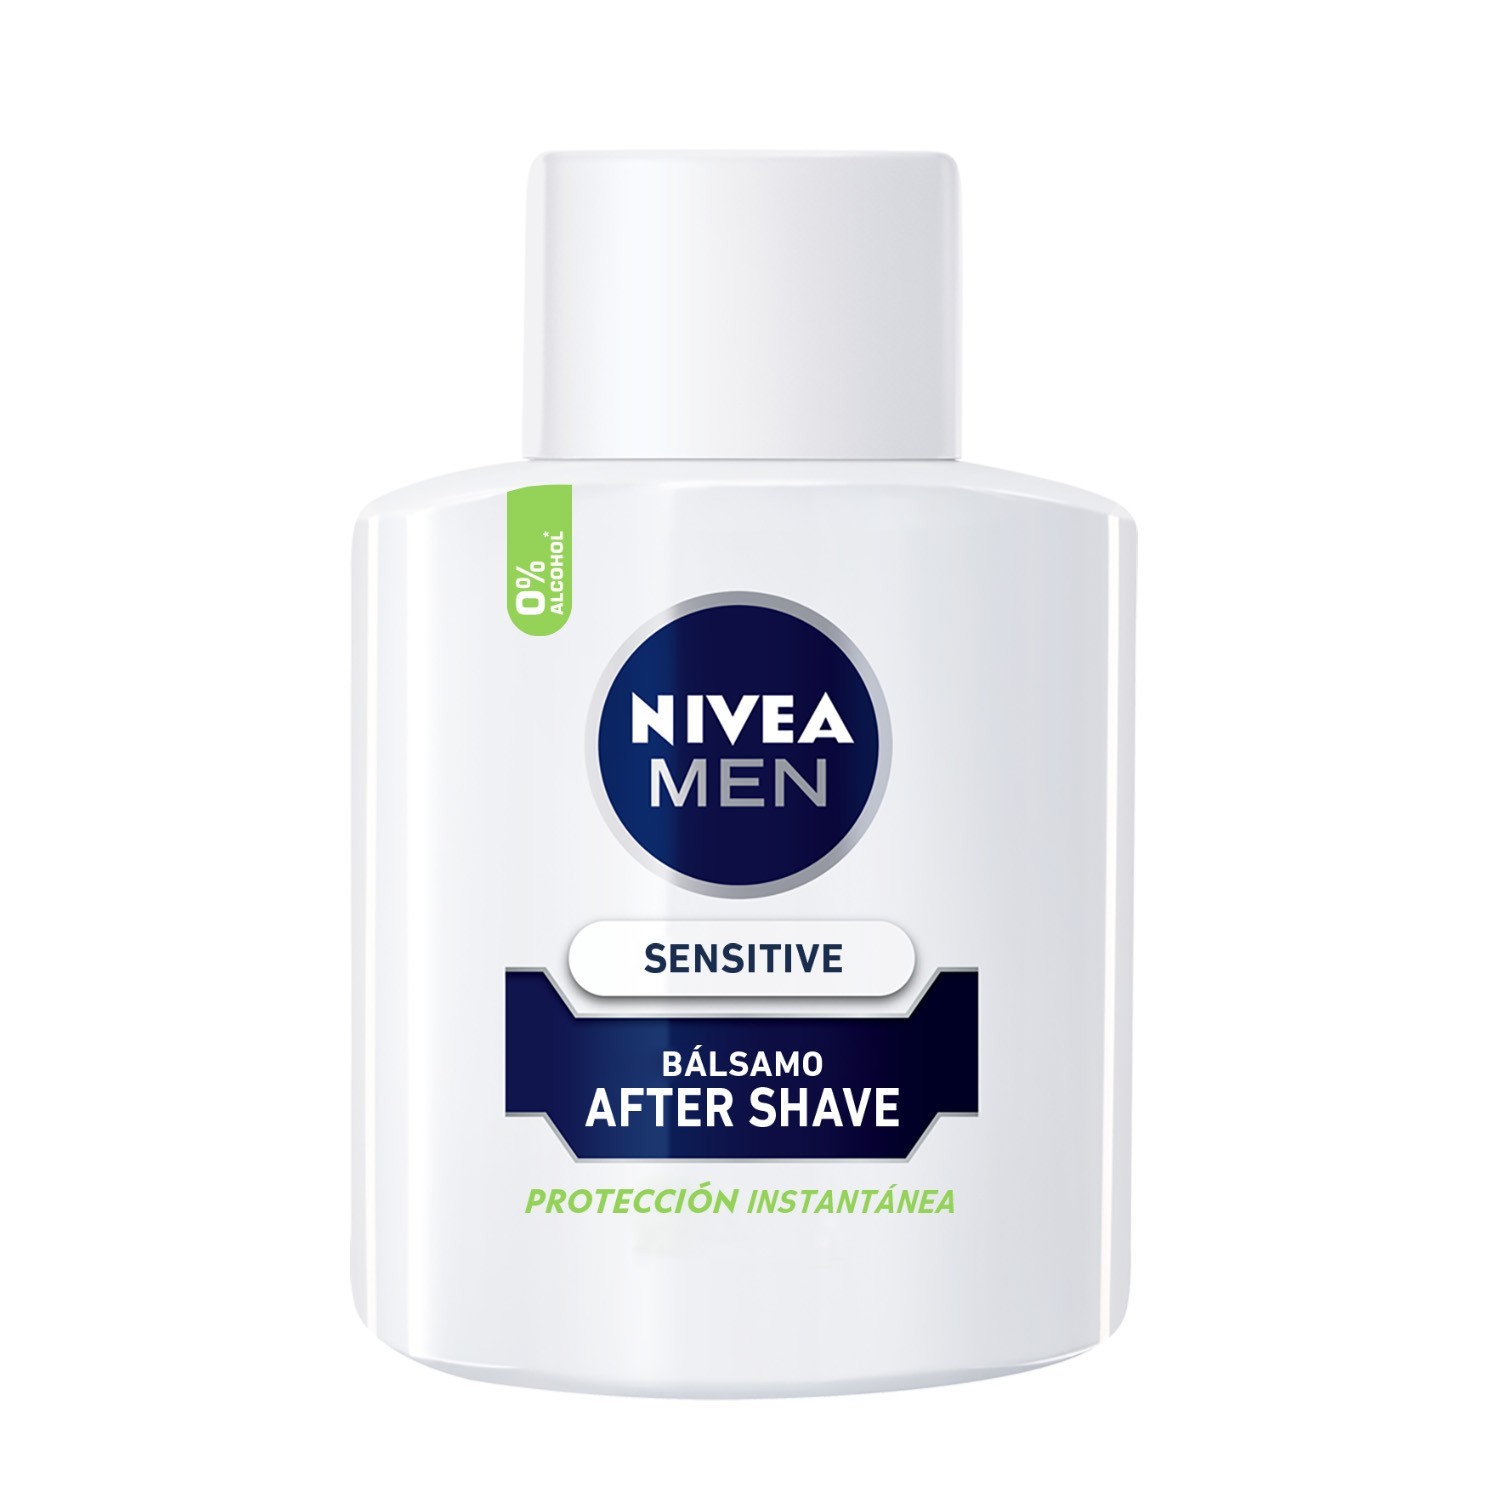 0%
ALCOHOL*
NIVEA
MEN
SENSITIVE
BÁLSAMO
AFTER SHAVE
PROTECCIÓN INSTANTÁNEA